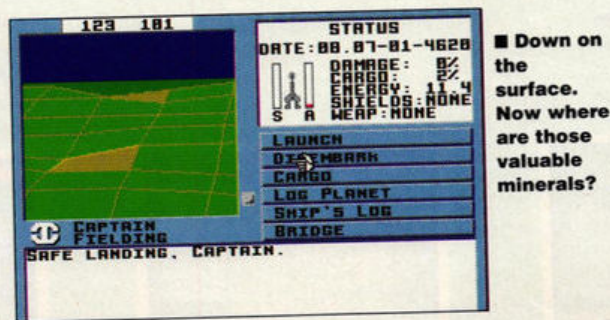 123 101
STATUS
DATE:08.07-01-4620
DAMAGE: 0%
CARGO: 2%
ENERGY: 11.4
SHIELDS:NONE
WEAP:NONE
S A
LAUNCH
DISEMBARK
CARGO
LOG PLANET
SHIP'S LOG
BRIDGE
CAPTAIN
FIELDING
SAFE LANDING, CAPTAIN.
■ Down on
the
surface.
Now where
are those
valuable
minerals?